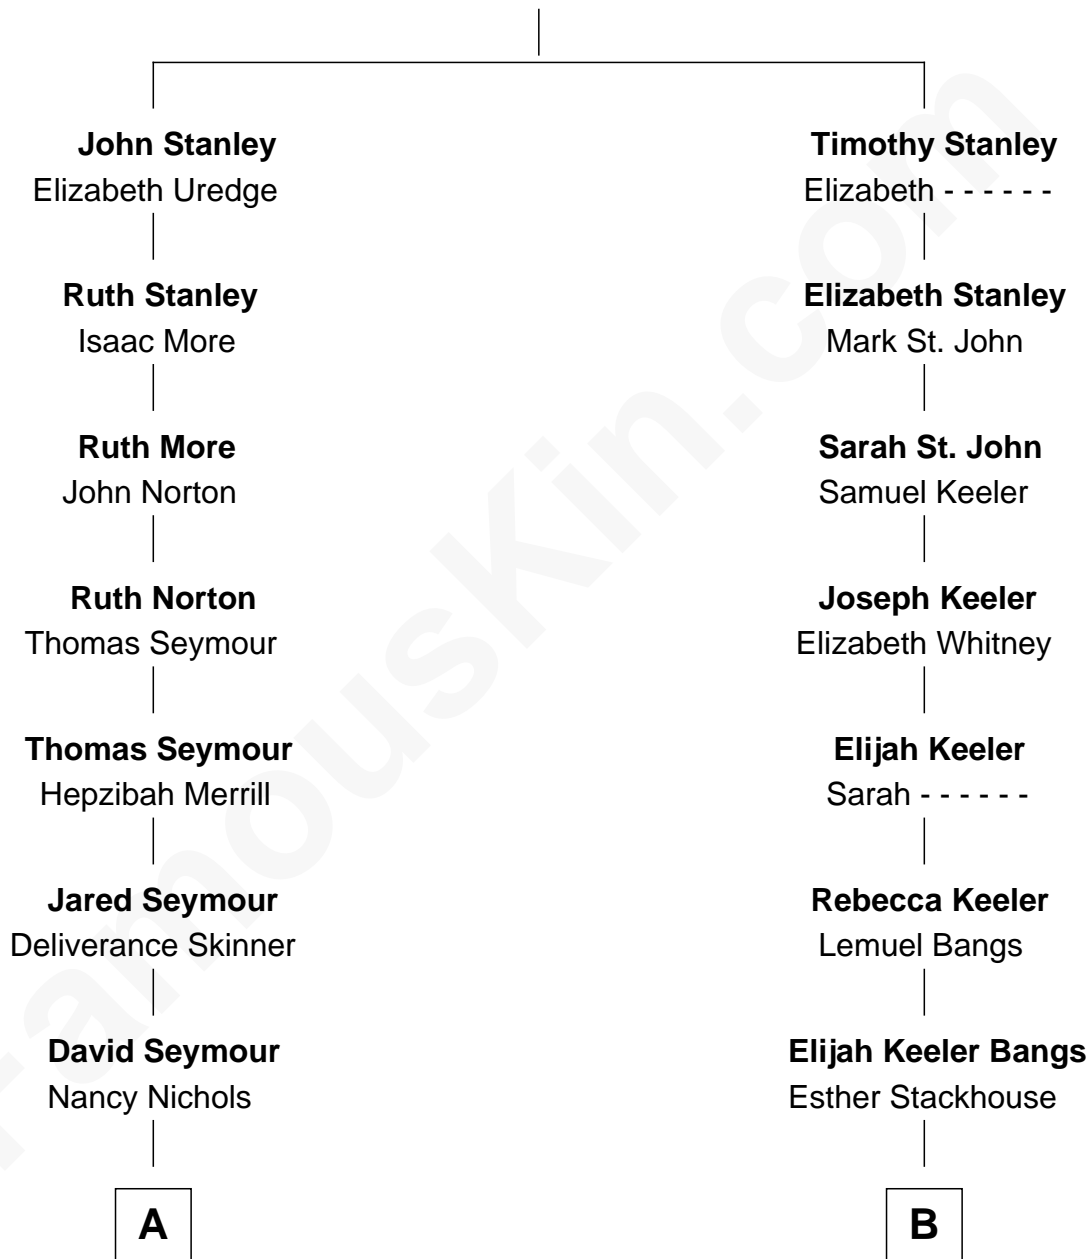 John Stanley
Elizabeth Uredge
Ruth Stanley
Isaac More
Ruth More
John Norton
Ruth Norton
Thomas Seymour
Thomas Seymour
Hepzibah Merrill
Jared Seymour
Deliverance Skinner
David Seymour
Nancy Nichols
A
Timothy Stanley
Elizabeth - - - - - -
Elizabeth Stanley
Mark St. John
Sarah St. John
Samuel Keeler
Joseph Keeler
Elizabeth Whitney
Elijah Keeler
Sarah - - - - - -
Rebecca Keeler
Lemuel Bangs
Elijah Keeler Bangs
Esther Stackhouse
B
FamousKin.com